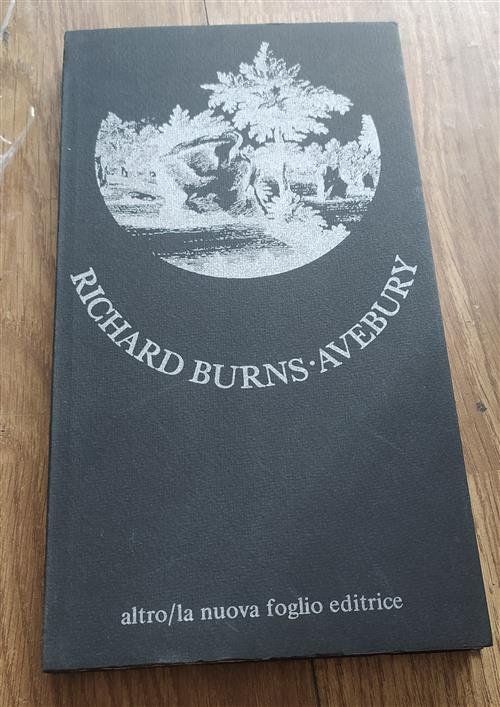 RICHARD BURNS · AVEBURY
altro/la nuova foglio editrice